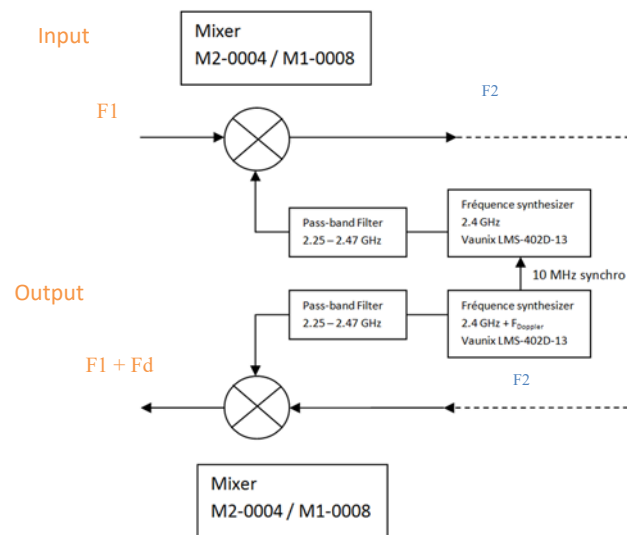 Input
Mixer
M2-0004 / M1-0008
F1
F2
Pass-band Filter
2.25 – 2.47 GHz
Fréquence synthesizer
2.4 GHz
Vaunix LMS-402D-13
10 MHz synchro
Output
Pass-band Filter
2.25 – 2.47 GHz
Fréquence synthesizer
2.4 GHz + FDoppler
Vaunix LMS-402D-13
F1 + Fd
F2
Mixer
M2-0004 / M1-0008